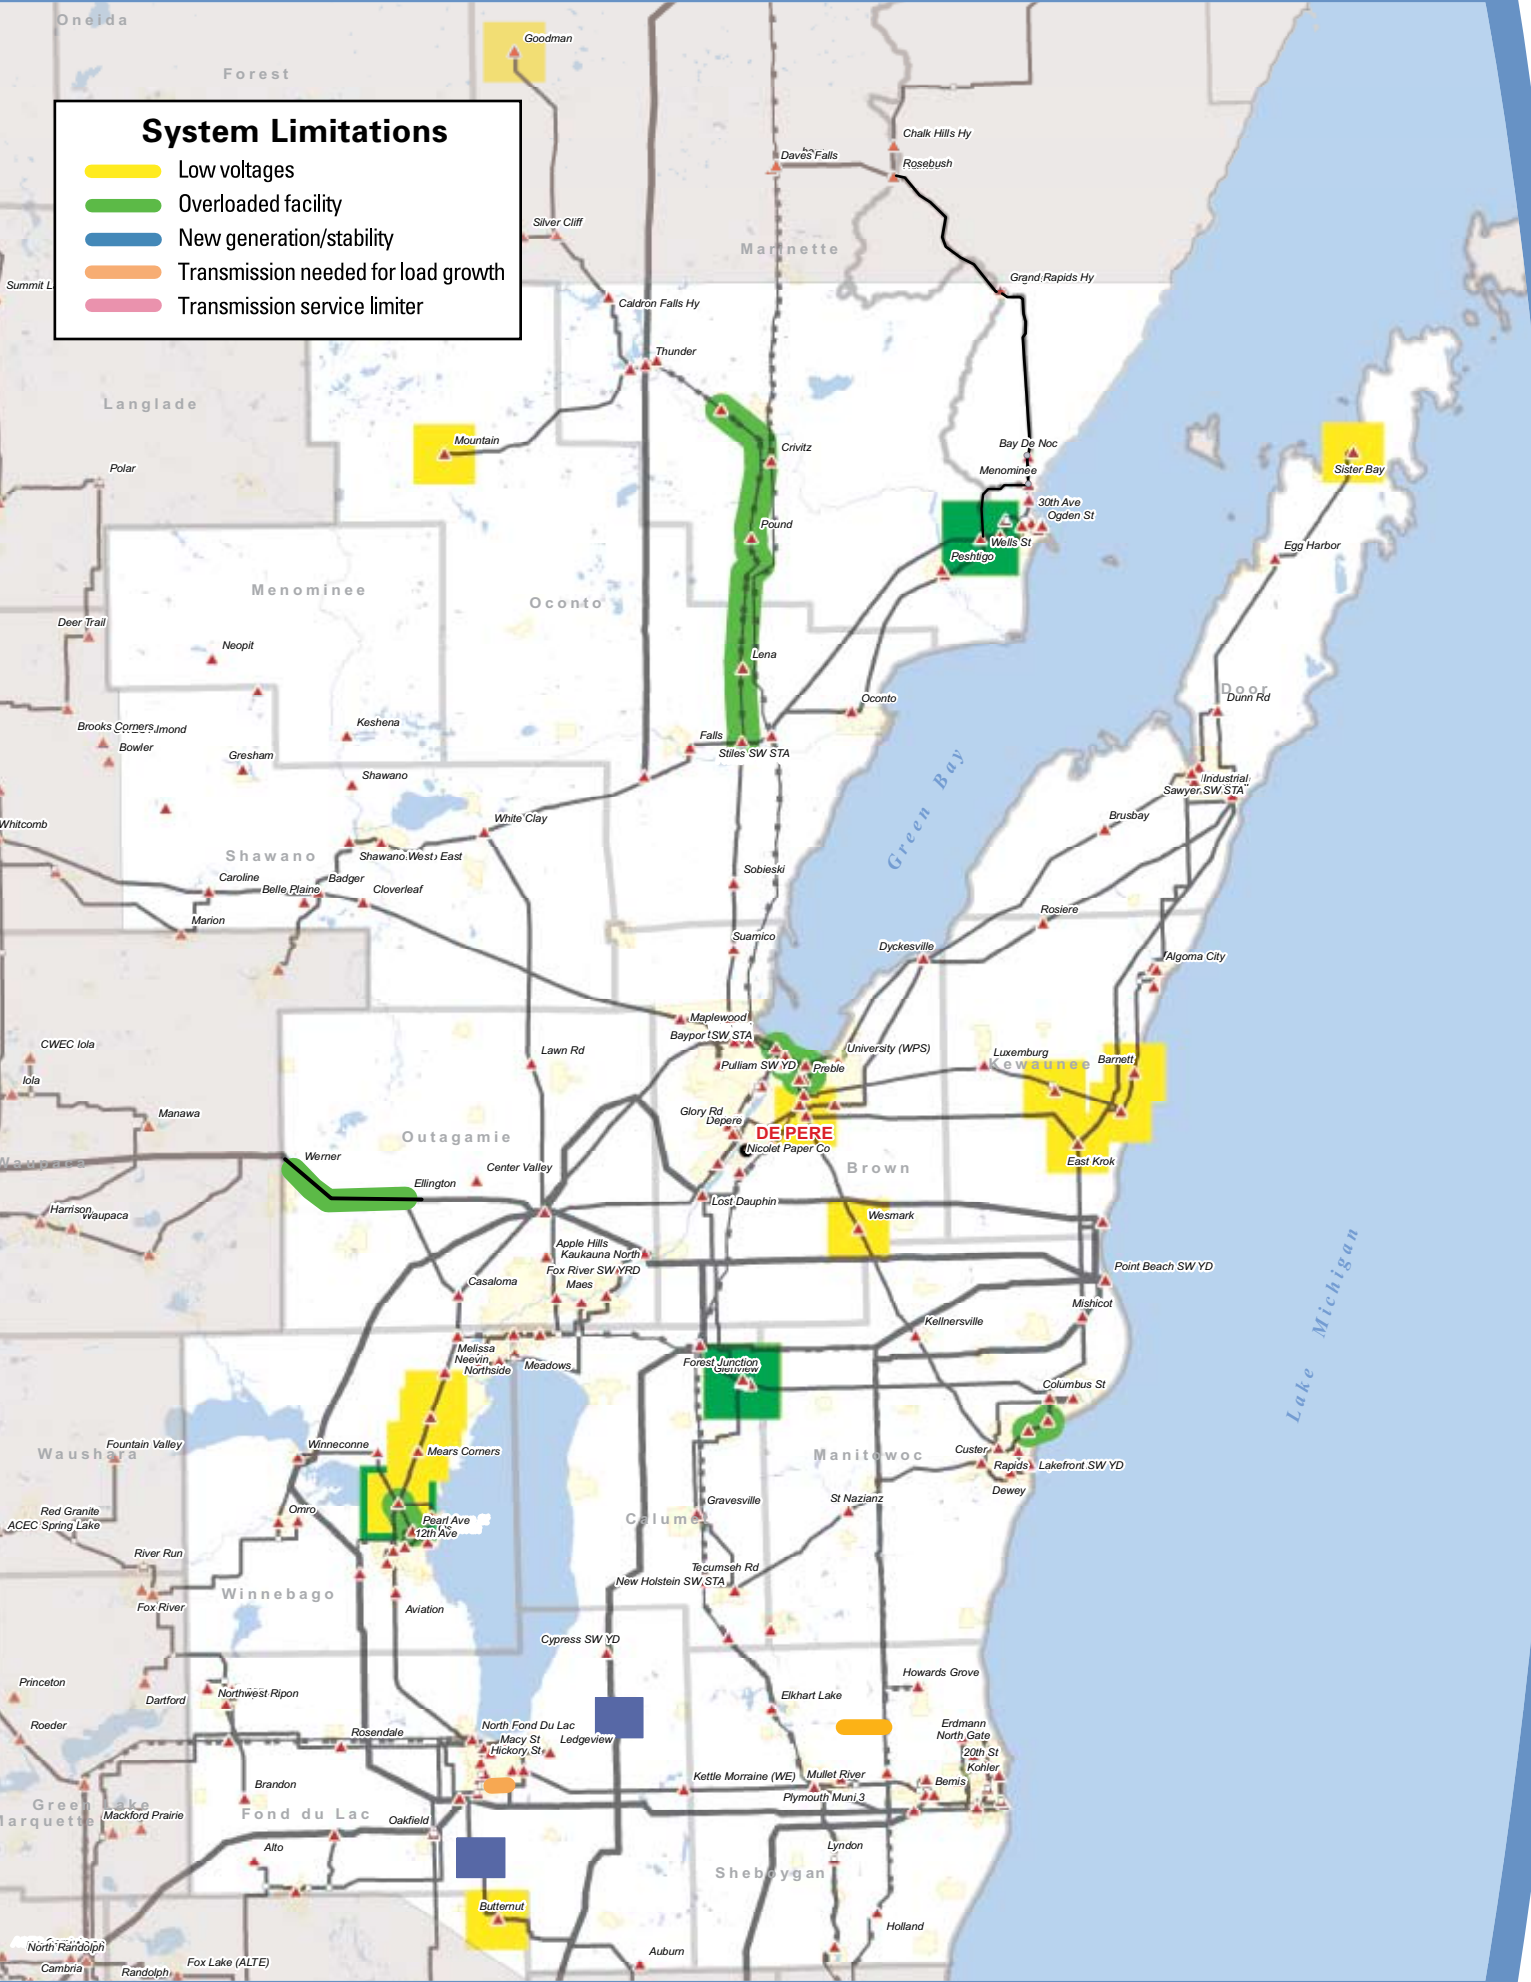 Oneida
Goodman
Forest
System Limitations
Low voltages
Overloaded facility
New generation/stability
Transmission needed for load growth
Transmission service limiter
Chalk Hills Hy
Daves Falls
Rosebush
Silver Cliff
Marinette
Grand Rapids Hy
Summit L
Caldron Falls Hy
Thunder
Langlade
Mountain
Crivitz
Bay De Noc
Menominee
Polar
Sister Bay
30th Ave
Ogden St
Pound
Wells St
Peshtigo
Egg Harbor
Menominee
Oconto
Deer Trail
Neopit
Lena
Door
Dunn Rd
Oconto
Keshena
Brooks Corners
Bowler
Gresham
Falls
Stiles SW STA
Shawano
Industrial
Sawyer SW STA
Green Bay
Whitcomb
White Clay
Brusbay
Shawano
Shawano West
East
Sobieski
Caroline
Badger
Belle Plaine
Cloverleaf
Marion
Rosiere
Suamico
Dyckesville
Algoma City
Maplewood
Bayport SW STA
CWEC Iola
Lawn Rd
University (WPS)
Luxemburg
Kewaunee
Barnett
Pulliam SW YD
Preble
Iola
Manawa
Glory Rd
Depere
DE PERE
Nicolet Paper Co
Outagamie
Waupaca
Werner
Center Valley
Brown
East Krok
Ellington
Lost Dauphin
Harrison
Waupaca
Wesmark
Apple Hills
Kaukauna North
Fox River SW YRD
Maes
Casaloma
Point Beach SW YD
Lake Michigan
Mishicot
Kellnersville
Melissa
Neevin
Northside
Meadows
Forest Junction
Glenview
Columbus St
Winneconne
Mears Corners
Fountain Valley
Waushara
Manitowoc
Custer
Rapids
Lakefront SW YD
Dewey
Omro
Red Granite
ACEC Spring Lake
Pearl Ave
12th Ave
Gravesville
Calume
St Nazianz
River Run
Tecumseh Rd
New Holstein SW STA
Winnebago
Fox River
Aviation
Cypress SW YD
Howards Grove
Princeton
Dartford
Northwest Ripon
Elkhart Lake
Roeder
Rosendale
North Fond Du Lac
Macy St
Hickory St
Ledgeview
Erdmann
North Gate
20th St
Kohler
Kettle Morraine (WE)
Mullet River
Bemis
Brandon
Plymouth Muni 3
Green Lake
Marquette
Mackford Prairie
Fond du Lac
Oakfield
Alto
Lyndon
Sheboygan
Butternut
Holland
North Randolph
Auburn
Cambria
Randolph
Fox Lake (ALTE)